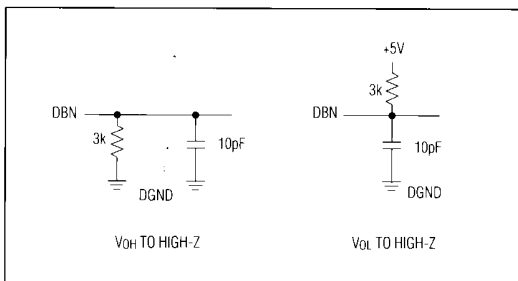 +5V
3k
DBN
3k
10pF
DGND
VOH TO HIGH-Z
DBN
10pF
DGND
VOL TO HIGH-Z